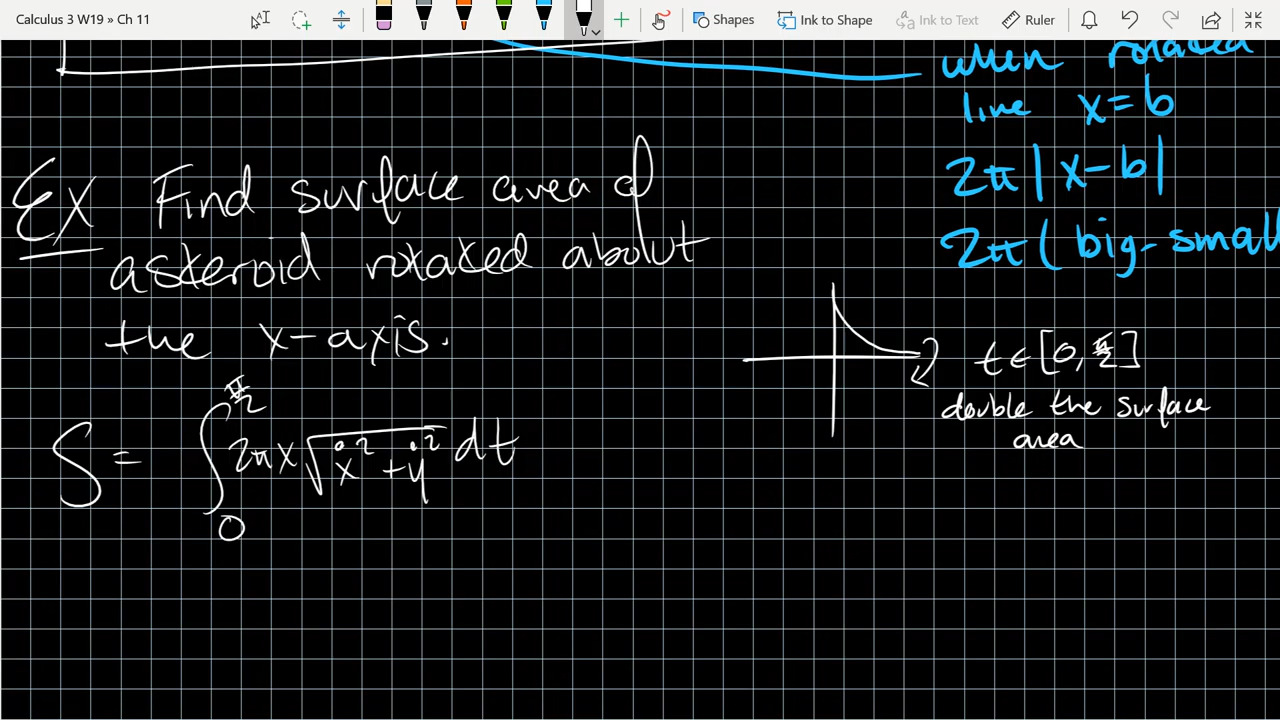 Calculus 3 W19 » Ch 11
Shapes
Ink to Shape
Ink to Text
Ruler
when rotated
line x=b
2π|x-b|
2π(big-small
Ex Find surface area of
asteroid rotated about
the x-axis.
t∈[0, π/2]
double the surface
area
S = ∫₀^{π/2} 2πx√(ẋ²+ẏ²) dt